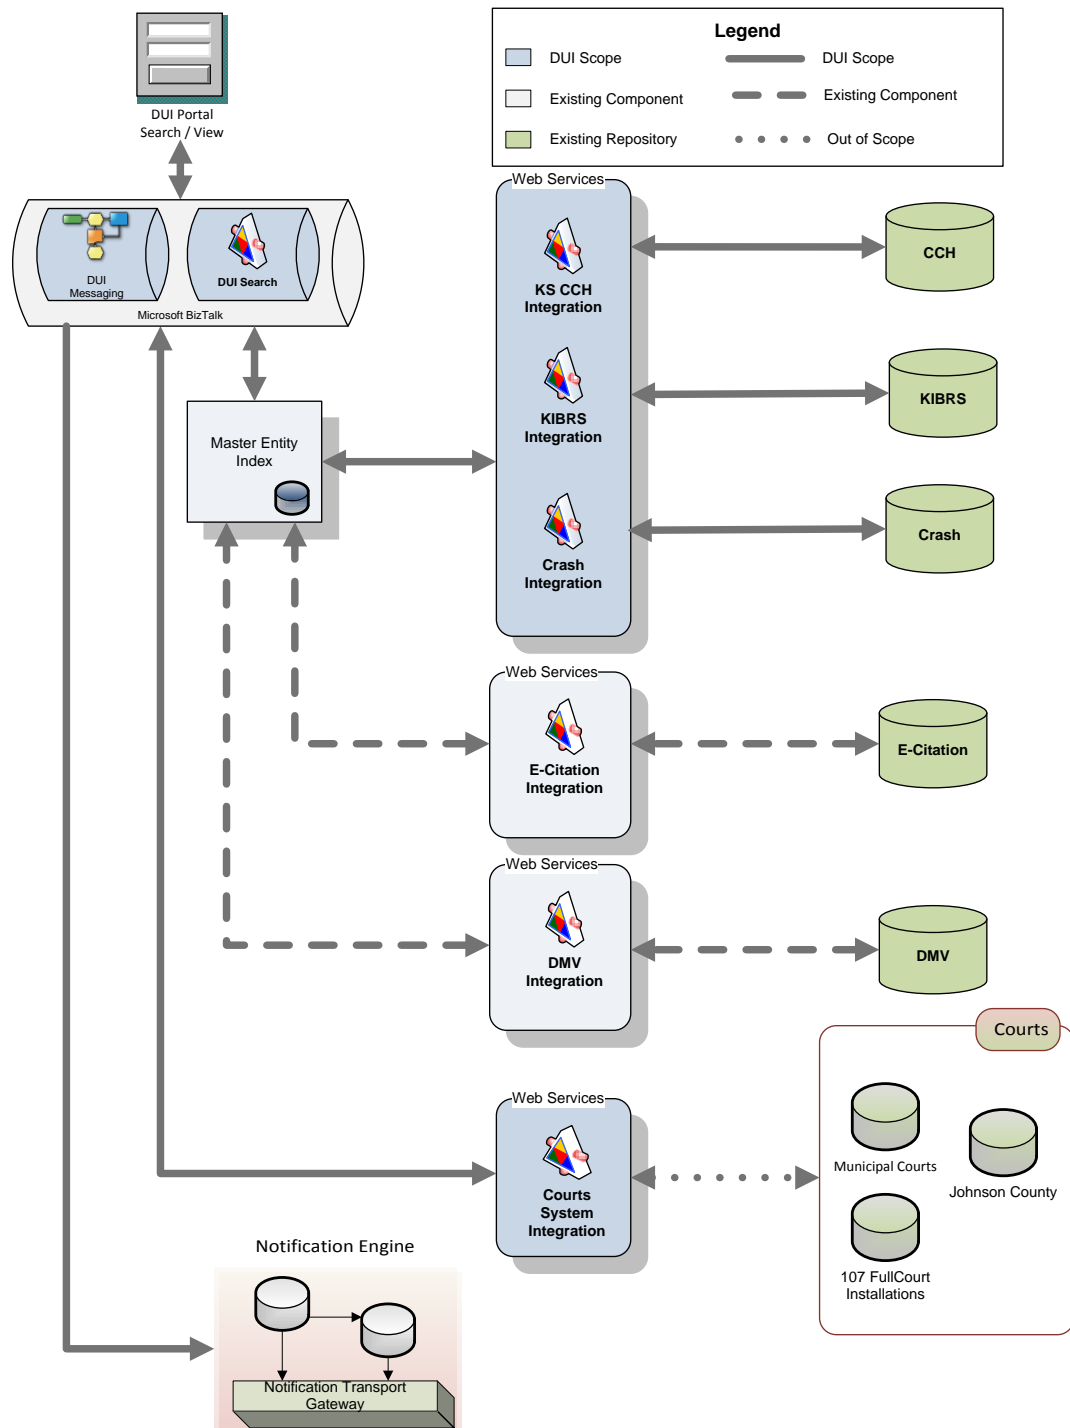 Legend
DUI Scope
DUI Scope
Existing Component
Existing Component
Existing Repository
Out of Scope
DUI Portal
Search / View
DUI
Messaging
DUI Search
Microsoft BizTalk
Master Entity
Index
Web Services
KS CCH
Integration
KIBRS
Integration
Crash
Integration
CCH
KIBRS
Crash
Web Services
E-Citation
Integration
E-Citation
Web Services
DMV
Integration
DMV
Courts
Municipal Courts
Johnson County
107 FullCourt
Installations
Web Services
Courts
System
Integration
Notification Engine
Notification Transport
Gateway